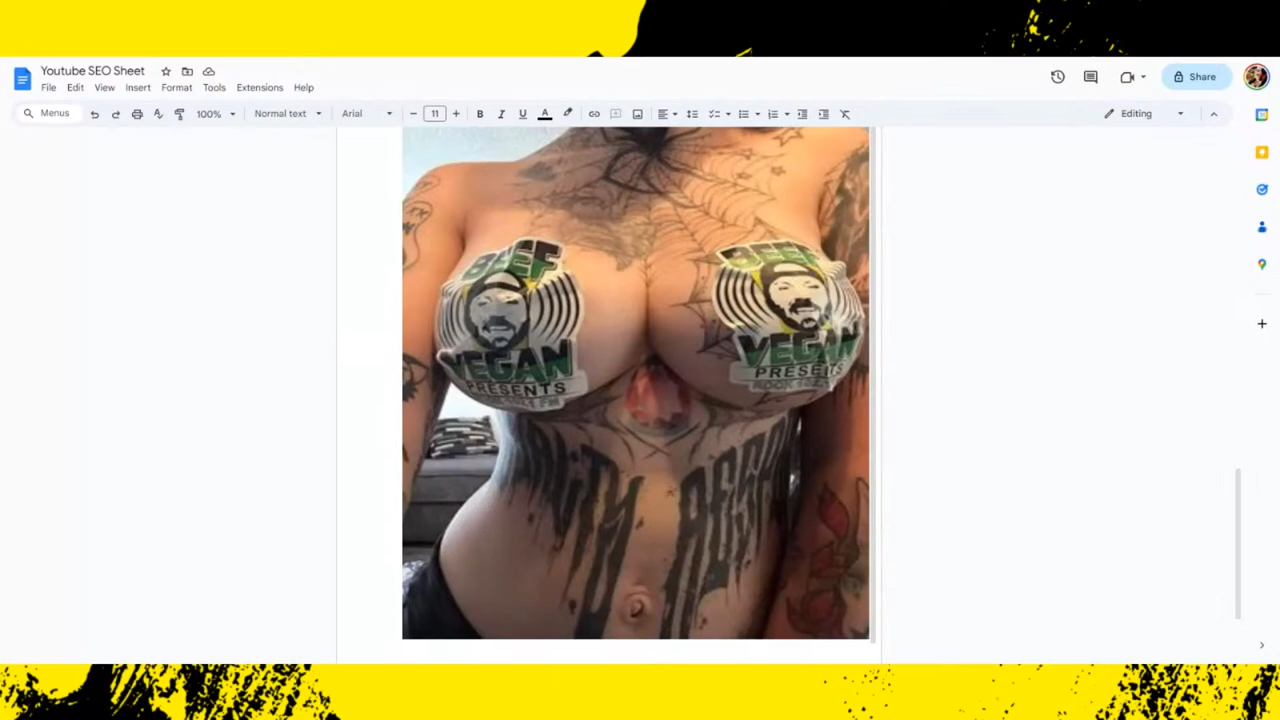 Youtube SEO Sheet
File Edit View Insert Format Tools Extensions Help
Share
Menus 100% Normal text Arial 11 B I U A Editing
BEEF
VEGAN
PRESENTS
BEEF
VEGAN
PRESENTS